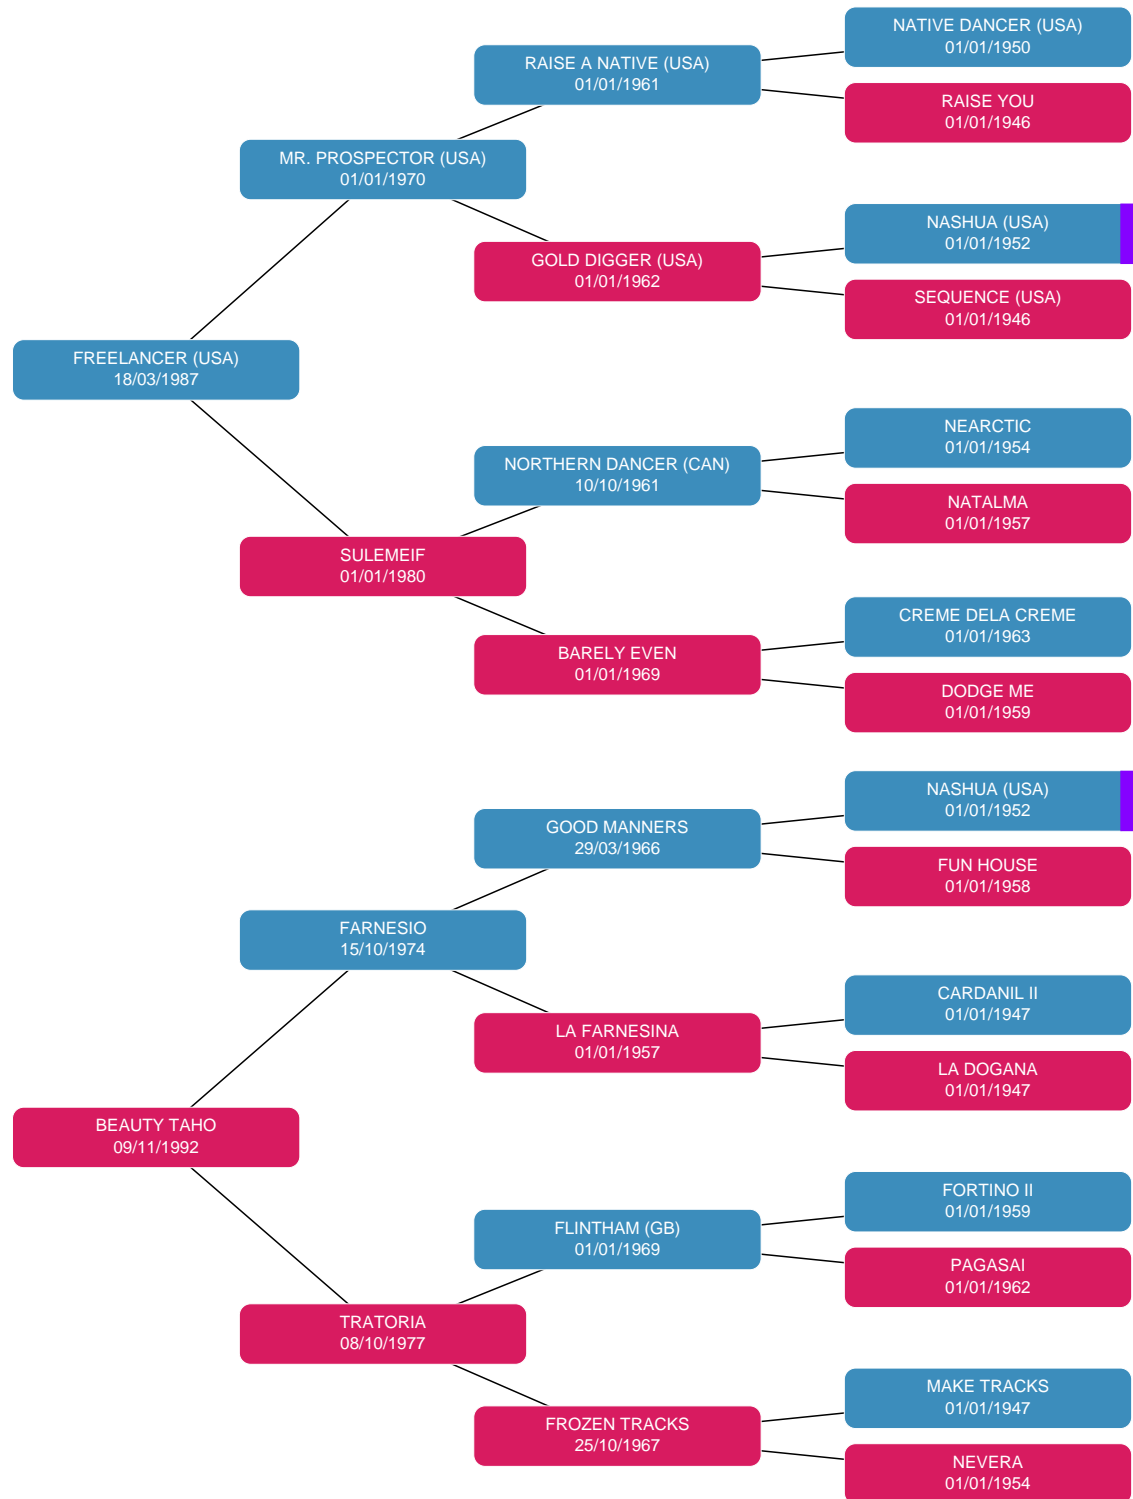 NATIVE DANCER (USA)
01/01/1950
RAISE A NATIVE (USA)
01/01/1961
RAISE YOU
01/01/1946
MR. PROSPECTOR (USA)
01/01/1970
NASHUA (USA)
01/01/1952
GOLD DIGGER (USA)
01/01/1962
SEQUENCE (USA)
01/01/1946
FREELANCER (USA)
18/03/1987
NEARCTIC
01/01/1954
NORTHERN DANCER (CAN)
10/10/1961
NATALMA
01/01/1957
SULEMEIF
01/01/1980
CREME DELA CREME
01/01/1963
BARELY EVEN
01/01/1969
DODGE ME
01/01/1959
NASHUA (USA)
01/01/1952
GOOD MANNERS
29/03/1966
FUN HOUSE
01/01/1958
FARNESIO
15/10/1974
CARDANIL II
01/01/1947
LA FARNESINA
01/01/1957
LA DOGANA
01/01/1947
BEAUTY TAHO
09/11/1992
FORTINO II
01/01/1959
FLINTHAM (GB)
01/01/1969
PAGASAI
01/01/1962
TRATORIA
08/10/1977
MAKE TRACKS
01/01/1947
FROZEN TRACKS
25/10/1967
NEVERA
01/01/1954